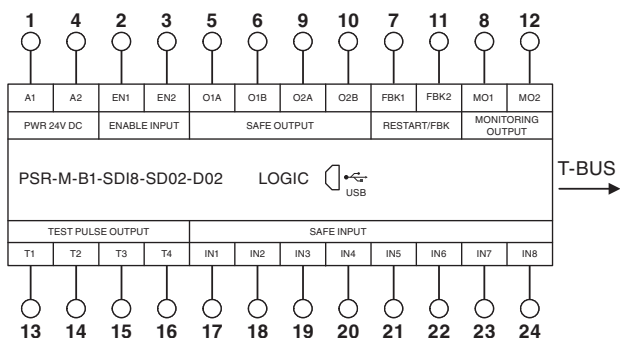 1 4 2 3 5 6 9 10 7 11 8 12
A1 A2 EN1 EN2 O1A O1B O2A O2B FBK1 FBK2 MO1 MO2
PWR 24V DC ENABLE INPUT SAFE OUTPUT RESTART/FBK MONITORING
OUTPUT
PSR-M-B1-SDI8-SD02-D02 LOGIC USB
T-BUS
TEST PULSE OUTPUT SAFE INPUT
T1 T2 T3 T4 IN1 IN2 IN3 IN4 IN5 IN6 IN7 IN8
13 14 15 16 17 18 19 20 21 22 23 24